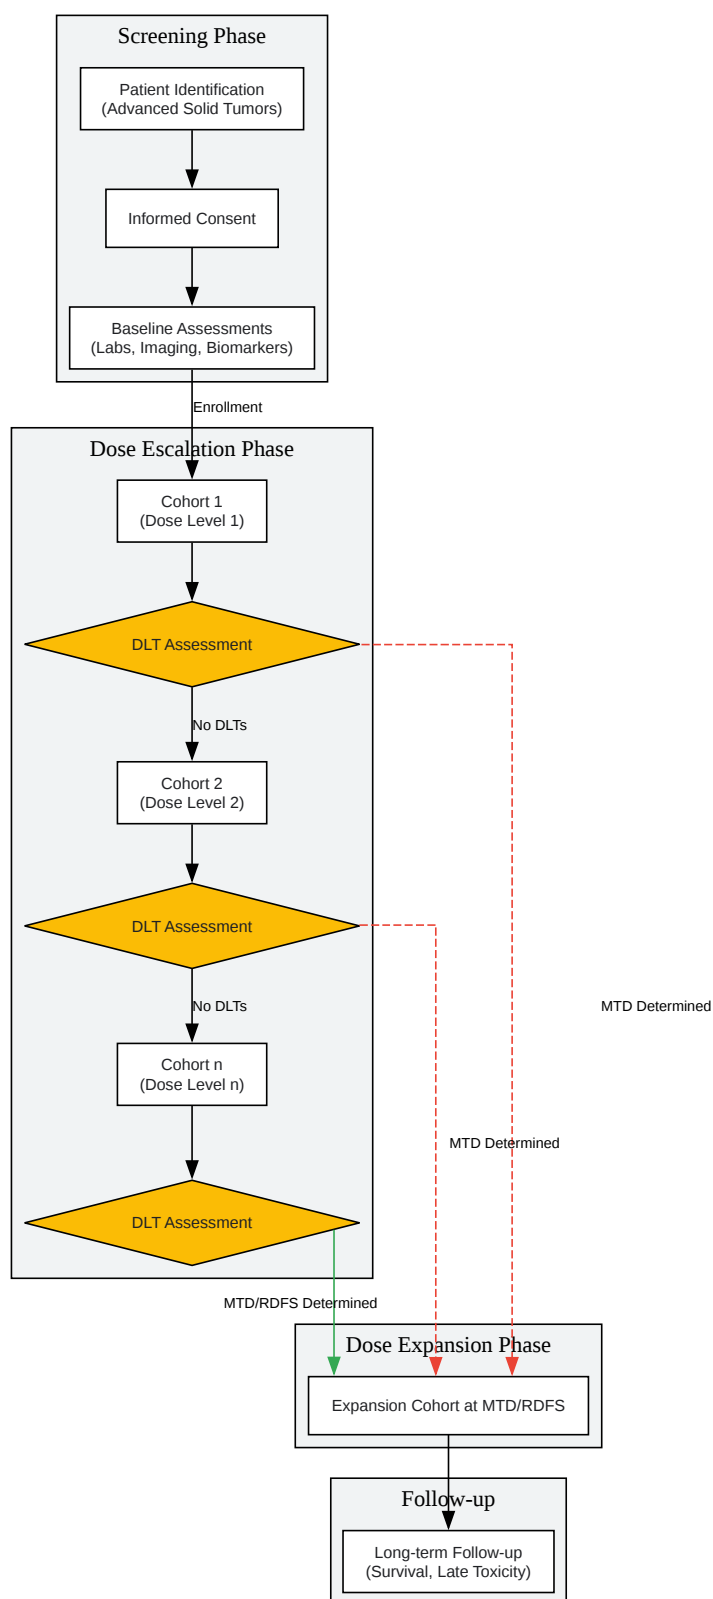 Screening Phase
Patient Identification
(Advanced Solid Tumors)
Informed Consent
Baseline Assessments
(Labs, Imaging, Biomarkers)
Enrollment
Dose Escalation Phase
Cohort 1
(Dose Level 1)
DLT Assessment
No DLTs
Cohort 2
(Dose Level 2)
DLT Assessment
No DLTs
MTD Determined
Cohort n
(Dose Level n)
MTD Determined
DLT Assessment
MTD/RDFS Determined
Dose Expansion Phase
Expansion Cohort at MTD/RDFS
Follow-up
Long-term Follow-up
(Survival, Late Toxicity)